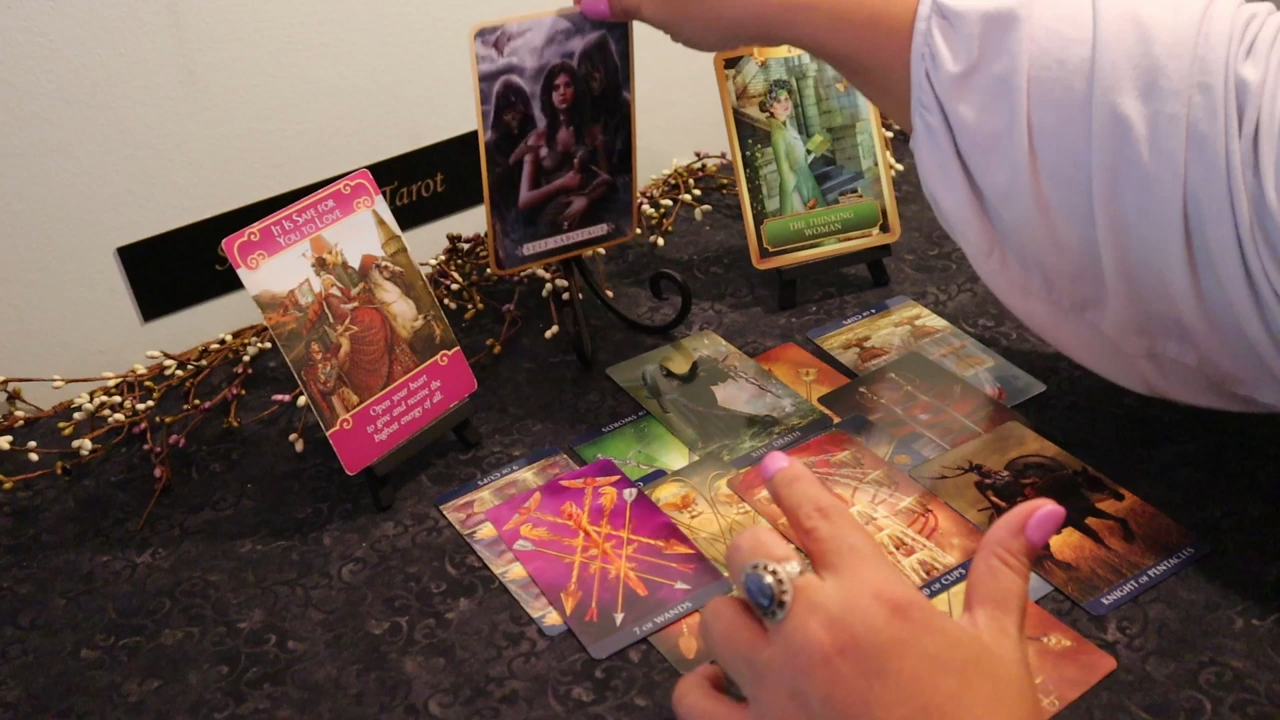 Tarot
IT IS SAFE FOR
YOU TO LOVE
Open your heart
to give and receive the
highest energy of all.
SELF SABOTAGE
THE THINKING
WOMAN
4 OF CUPS
SWORDS
XIII · DEATH
9 OF CUPS
7 OF WANDS
OF CUPS
KNIGHT OF PENTACLES